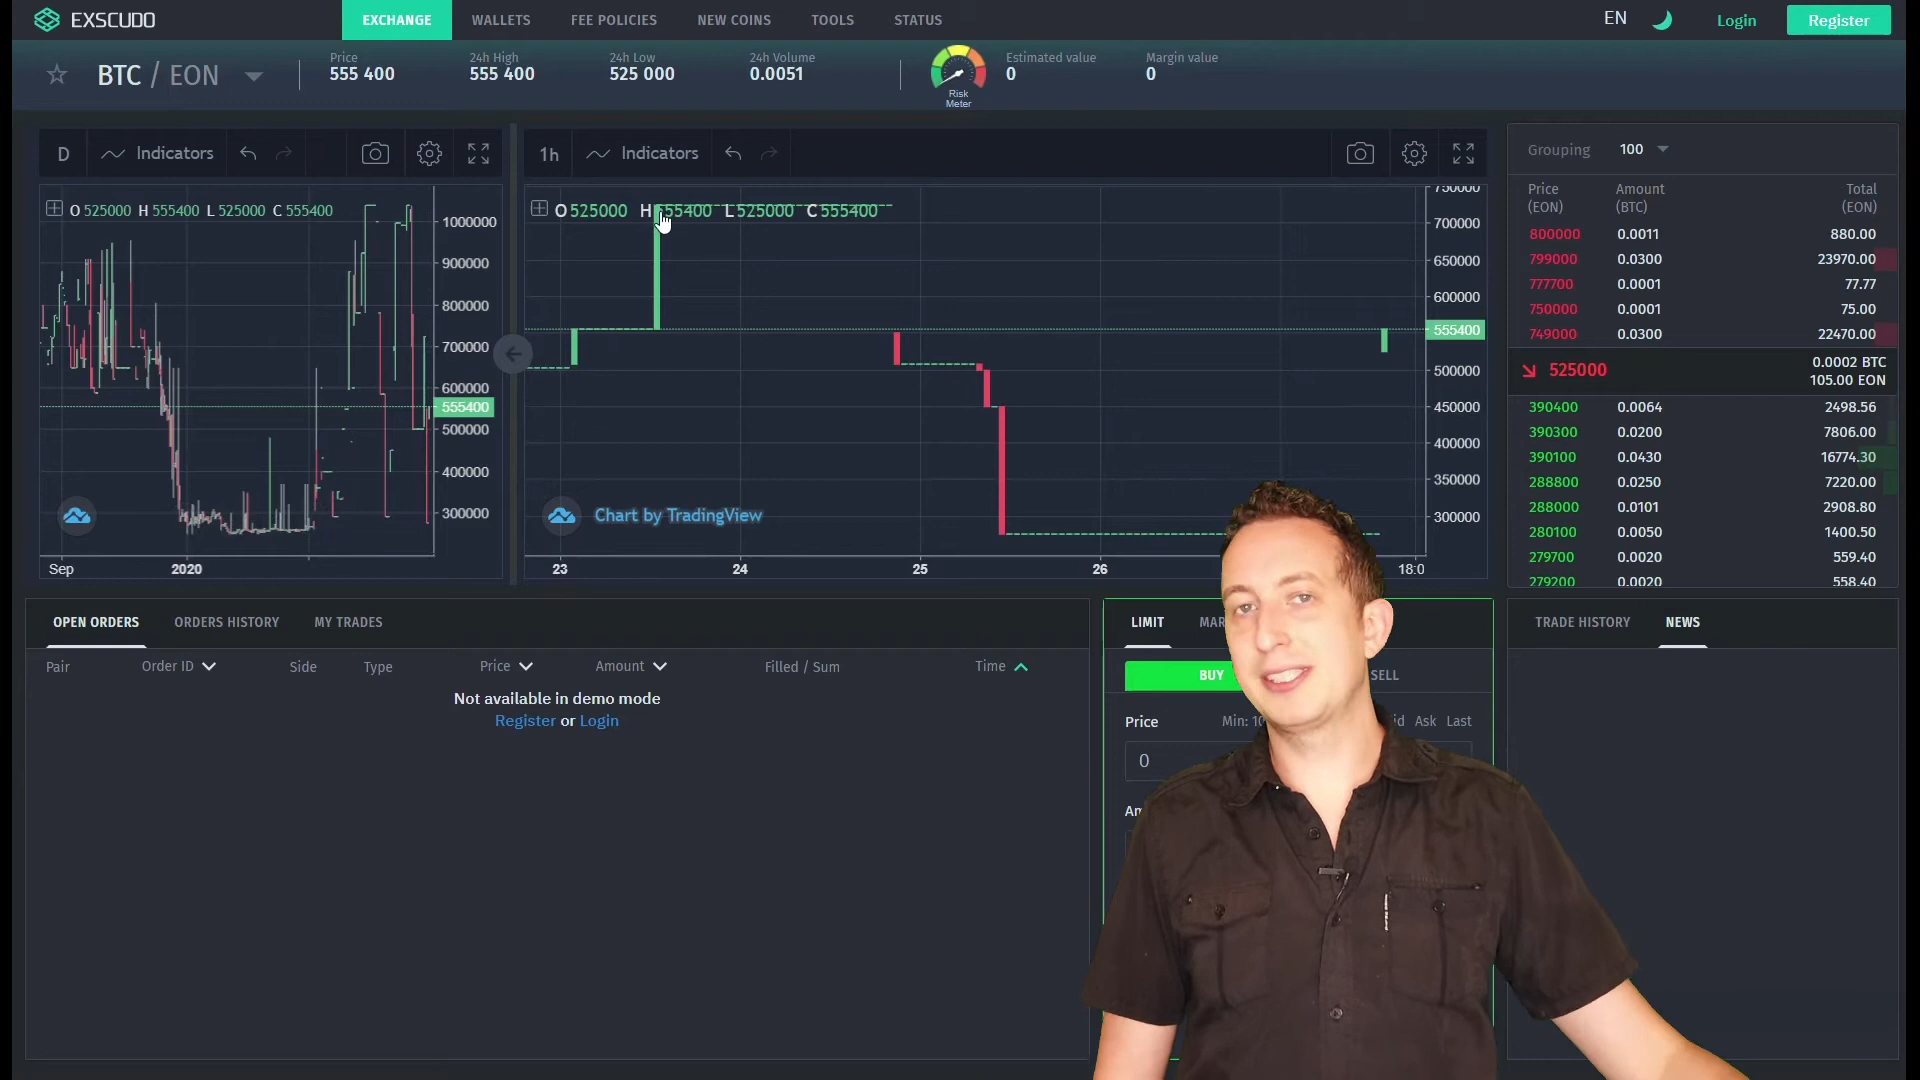 EXSCUDO
EXCHANGE
WALLETS
FEE POLICIES
NEW COINS
TOOLS
STATUS
EN
Login
Register
BTC / EON
Price
555 400
24h High
555 400
24h Low
525 000
24h Volume
0.0051
Risk
Meter
Estimated value
0
Margin value
0
D
Indicators
O 525000 H 555400 L 525000 C 555400
1000000
900000
800000
700000
600000
555400
500000
400000
300000
Sep
2020
1h
Indicators
O 525000 H 555400 L 525000 C 555400
750000
700000
650000
600000
555400
500000
450000
400000
350000
300000
Chart by TradingView
23
24
25
26
18:0
Grouping 100
Price Amount Total
(EON) (BTC) (EON)
800000 0.0011 880.00
799000 0.0300 23970.00
777700 0.0001 77.77
750000 0.0001 75.00
749000 0.0300 22470.00
525000
0.0002 BTC
105.00 EON
390400 0.0064 2498.56
390300 0.0200 7806.00
390100 0.0430 16774.30
288800 0.0250 7220.00
288000 0.0101 2908.80
280100 0.0050 1400.50
279700 0.0020 559.40
279200 0.0020 558.40
OPEN ORDERS
ORDERS HISTORY
MY TRADES
Pair
Order ID
Side
Type
Price
Amount
Filled / Sum
Time
Not available in demo mode
Register or Login
LIMIT
BUY
SELL
Price
Min:
Ask
Last
0
TRADE HISTORY
NEWS